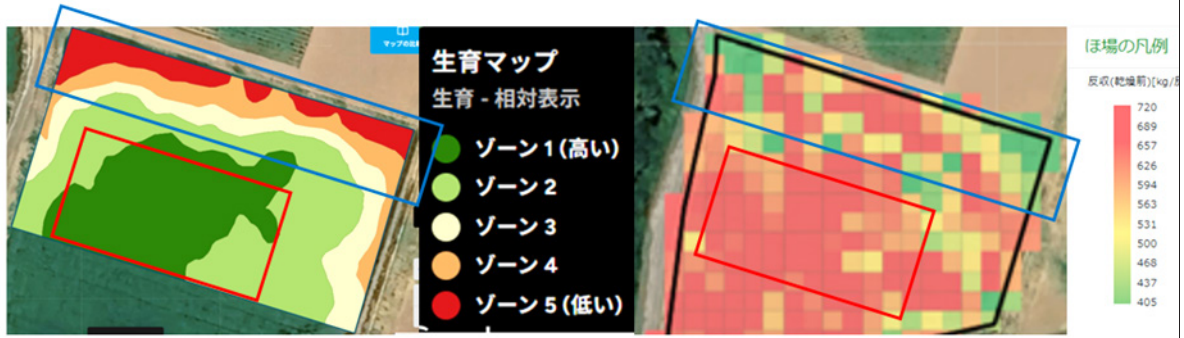 マップの比較
生育マップ
生育 - 相対表示
ゾーン 1 (高い)
ゾーン 2
ゾーン 3
ゾーン 4
ゾーン 5 (低い)
ほ場の凡例
反収(乾燥前)[kg/
720
689
657
626
594
563
531
500
468
437
405